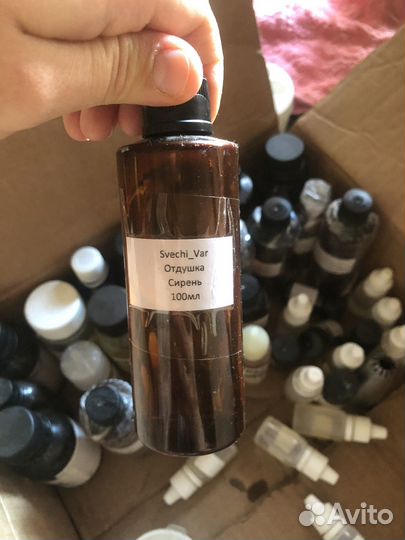 Svechi_Var
Отдушка
Сирень
100мл
Avito